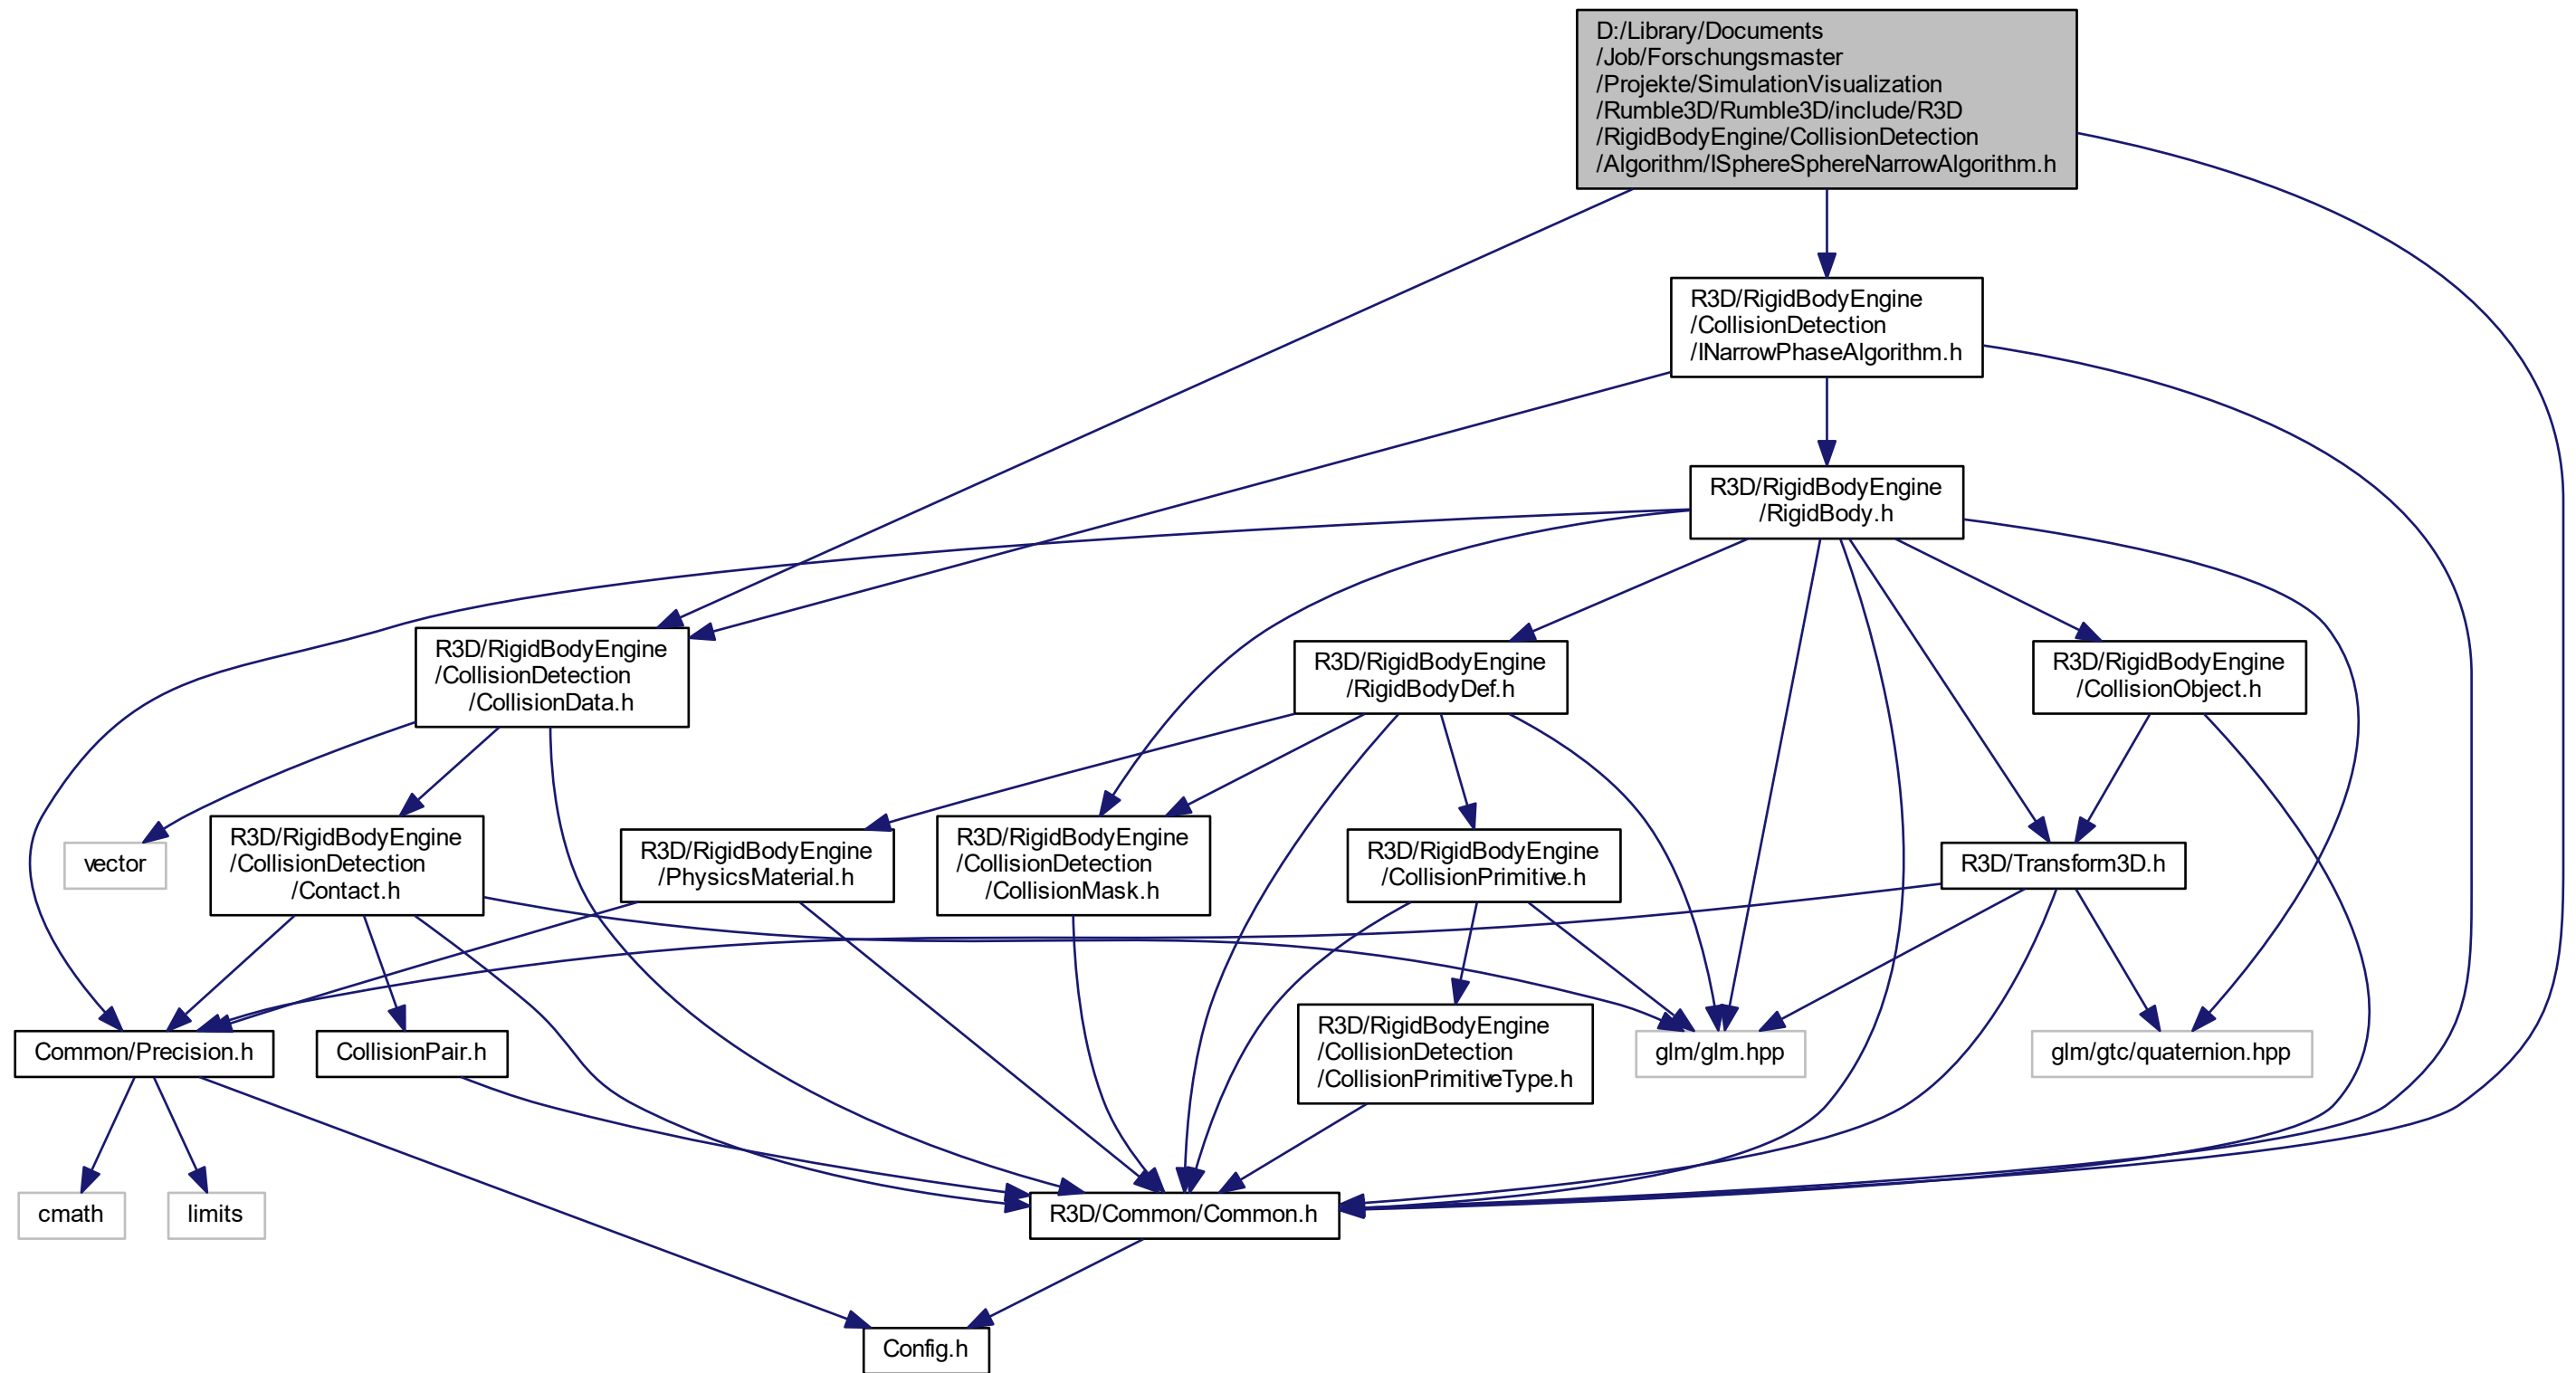 D:/Library/Documents
/Job/Forschungsmaster
/Projekte/SimulationVisualization
/Rumble3D/Rumble3D/include/R3D
/RigidBodyEngine/CollisionDetection
/Algorithm/ISphereSphereNarrowAlgorithm.h
R3D/RigidBodyEngine
/CollisionDetection
/INarrowPhaseAlgorithm.h
R3D/RigidBodyEngine
/RigidBody.h
R3D/RigidBodyEngine
/CollisionDetection
/CollisionData.h
R3D/RigidBodyEngine
/RigidBodyDef.h
R3D/RigidBodyEngine
/CollisionObject.h
vector
R3D/RigidBodyEngine
/CollisionDetection
/Contact.h
R3D/RigidBodyEngine
/PhysicsMaterial.h
R3D/RigidBodyEngine
/CollisionDetection
/CollisionMask.h
R3D/RigidBodyEngine
/CollisionPrimitive.h
R3D/Transform3D.h
Common/Precision.h
CollisionPair.h
R3D/RigidBodyEngine
/CollisionDetection
/CollisionPrimitiveType.h
glm/glm.hpp
glm/gtc/quaternion.hpp
cmath
limits
R3D/Common/Common.h
Config.h